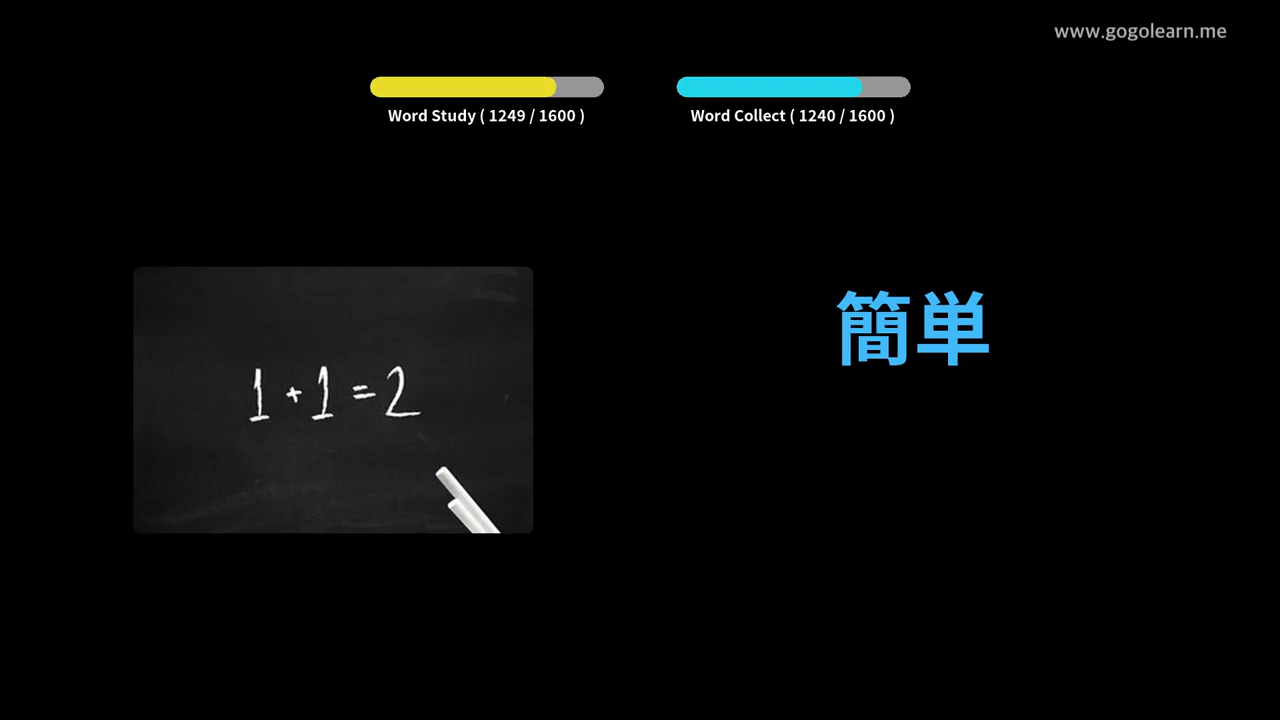 www.gogolearn.me
Word Study ( 1249 / 1600 )
Word Collect ( 1240 / 1600 )
簡単
1 + 1 = 2